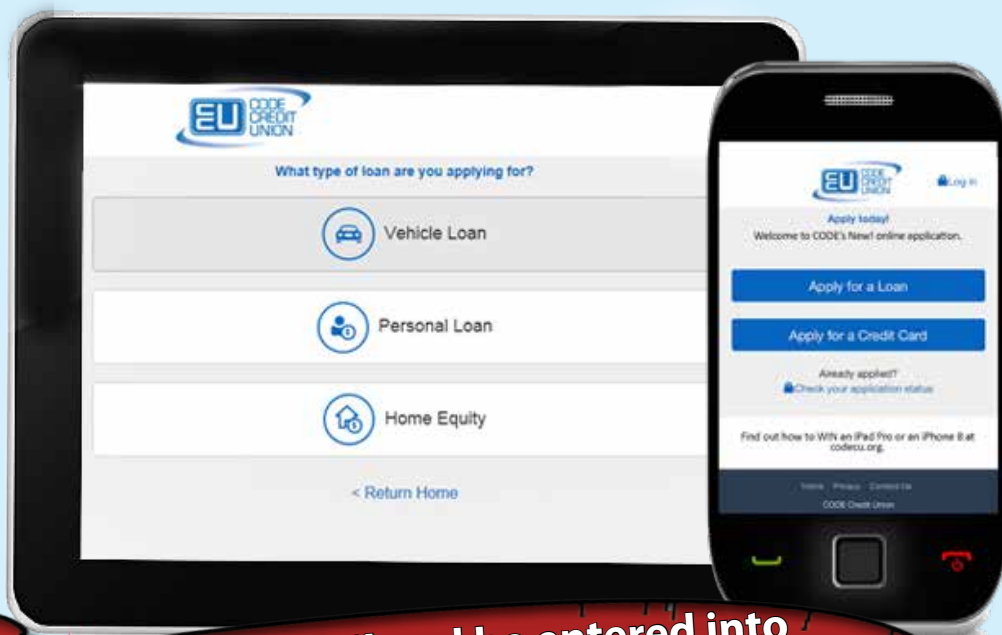 CODE
CREDIT
UNION
What type of loan are you applying for?
Vehicle Loan
Personal Loan
Home Equity
< Return Home
CODE
CREDIT
UNION
Log In
Apply today!
Welcome to CODE's New! online application.
Apply for a Loan
Apply for a Credit Card
Already applied?
Check your application status
Find out how to WIN an iPad Pro or an iPhone 8 at
codecu.org.
Home Privacy Contact Us
CODE Credit Union
be entered into